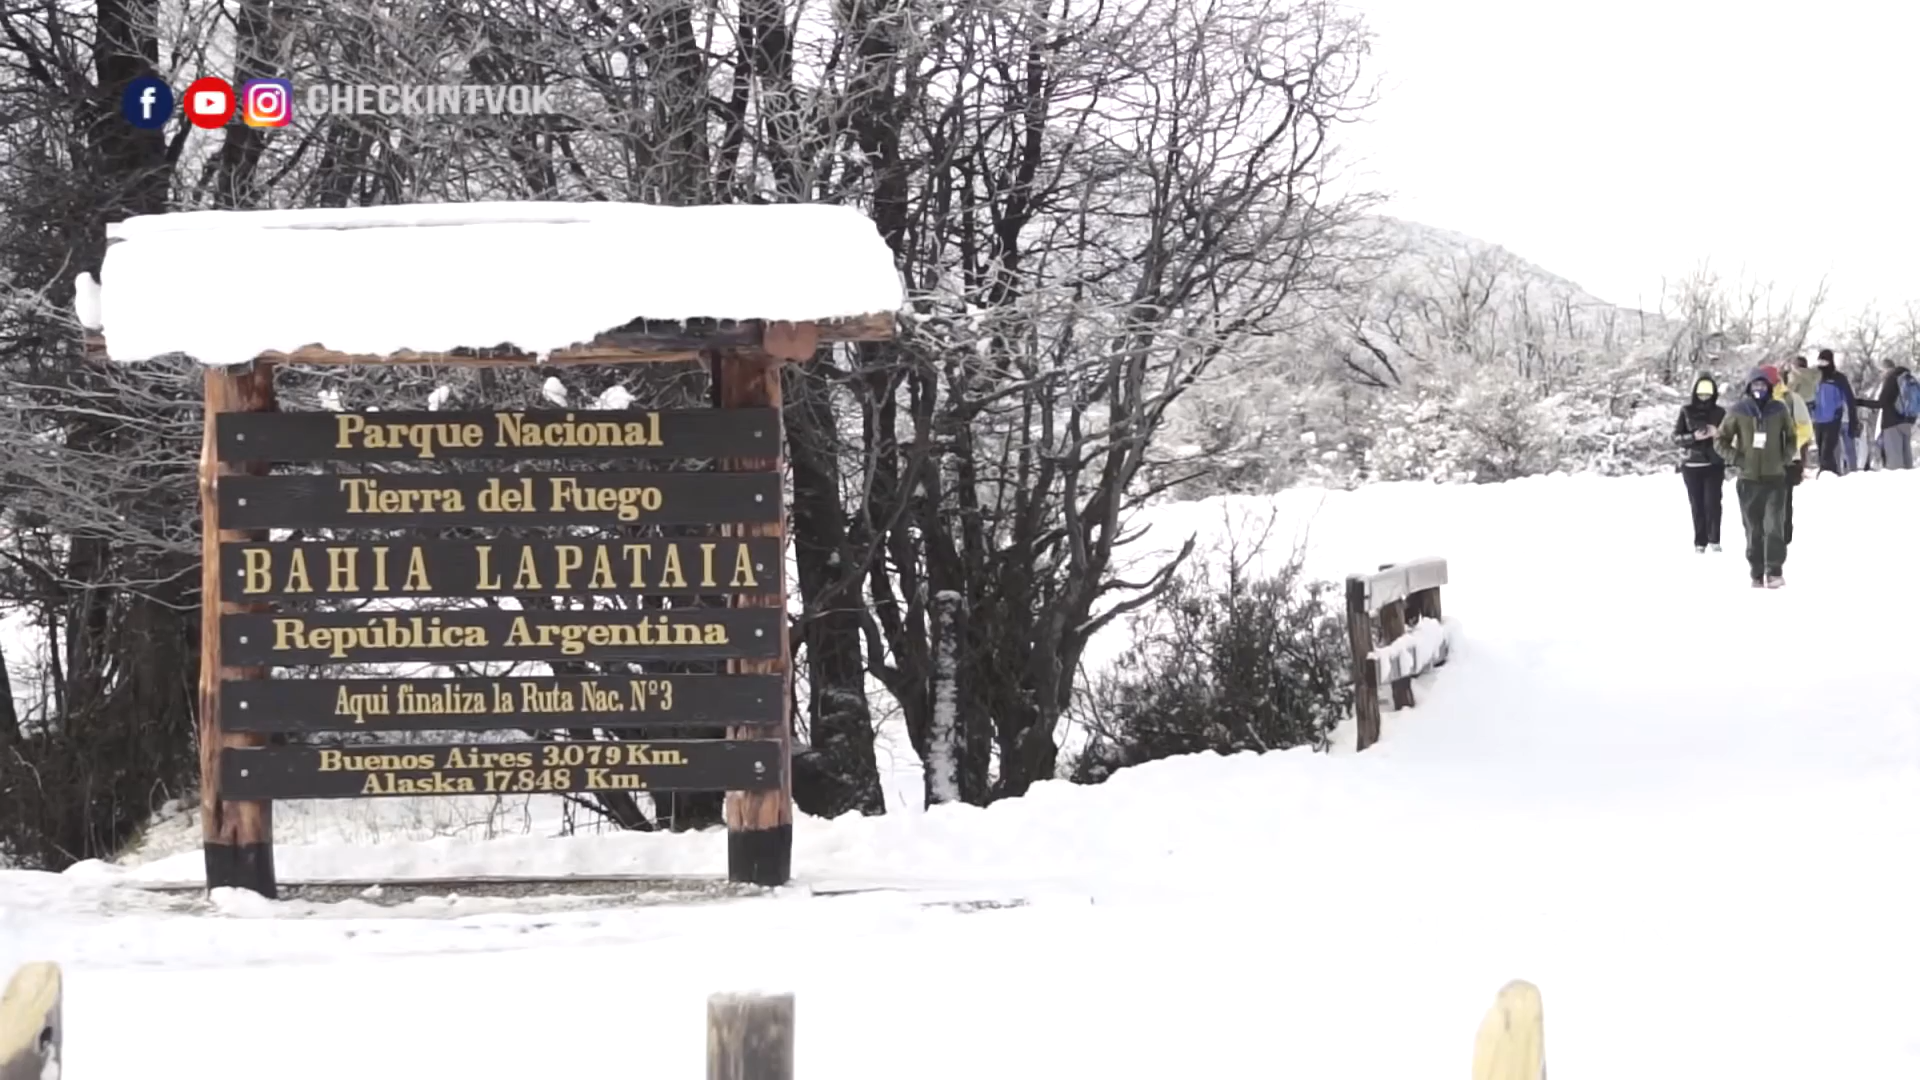 CHECKINTVOK
Parque Nacional
Tierra del Fuego
BAHIA LAPATAIA
República Argentina
Aqui finaliza la Ruta Nac. Nº3
Buenos Aires 3.079 Km.
Alaska 17.848 Km.